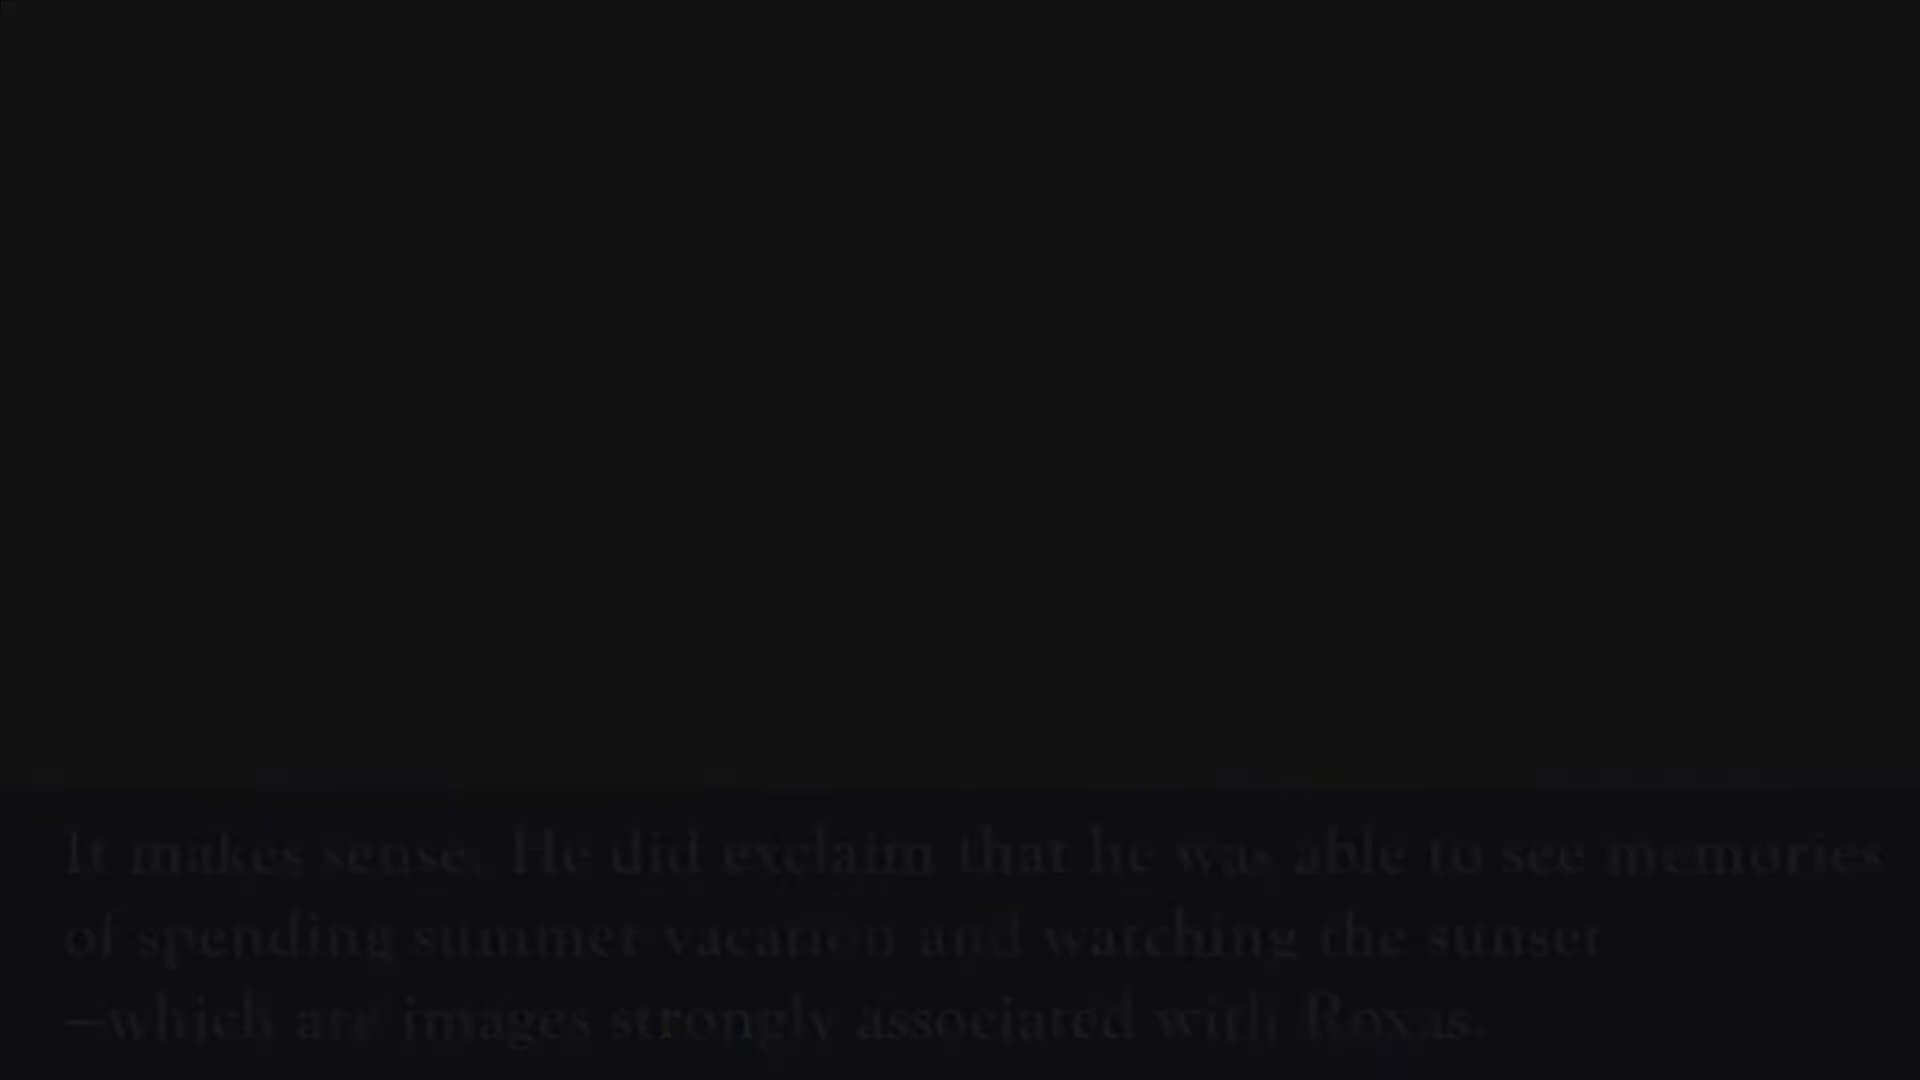 It makes sense. He did exclaim that he was able to see memories
of spending summer vacation and watching the sunset
—which are images strongly associated with Roxas.